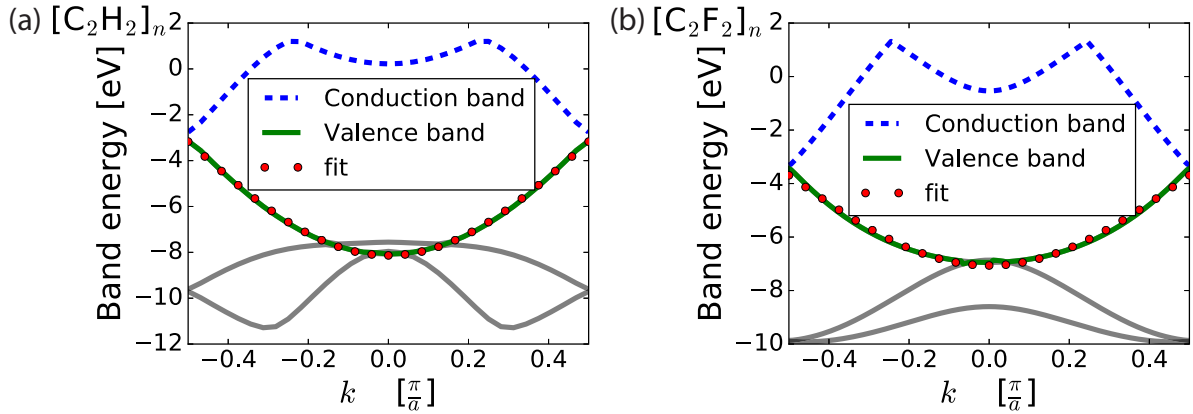 (a) [C₂H₂]ₙ
Band energy [eV]
2
0
−2
−4
−6
−8
−10
−12
Conduction band
Valence band
fit
−0.4 −0.2 0.0 0.2 0.4
k [π/a]
(b) [C₂F₂]ₙ
Band energy [eV]
2
0
−2
−4
−6
−8
−10
Conduction band
Valence band
fit
−0.4 −0.2 0.0 0.2 0.4
k [π/a]